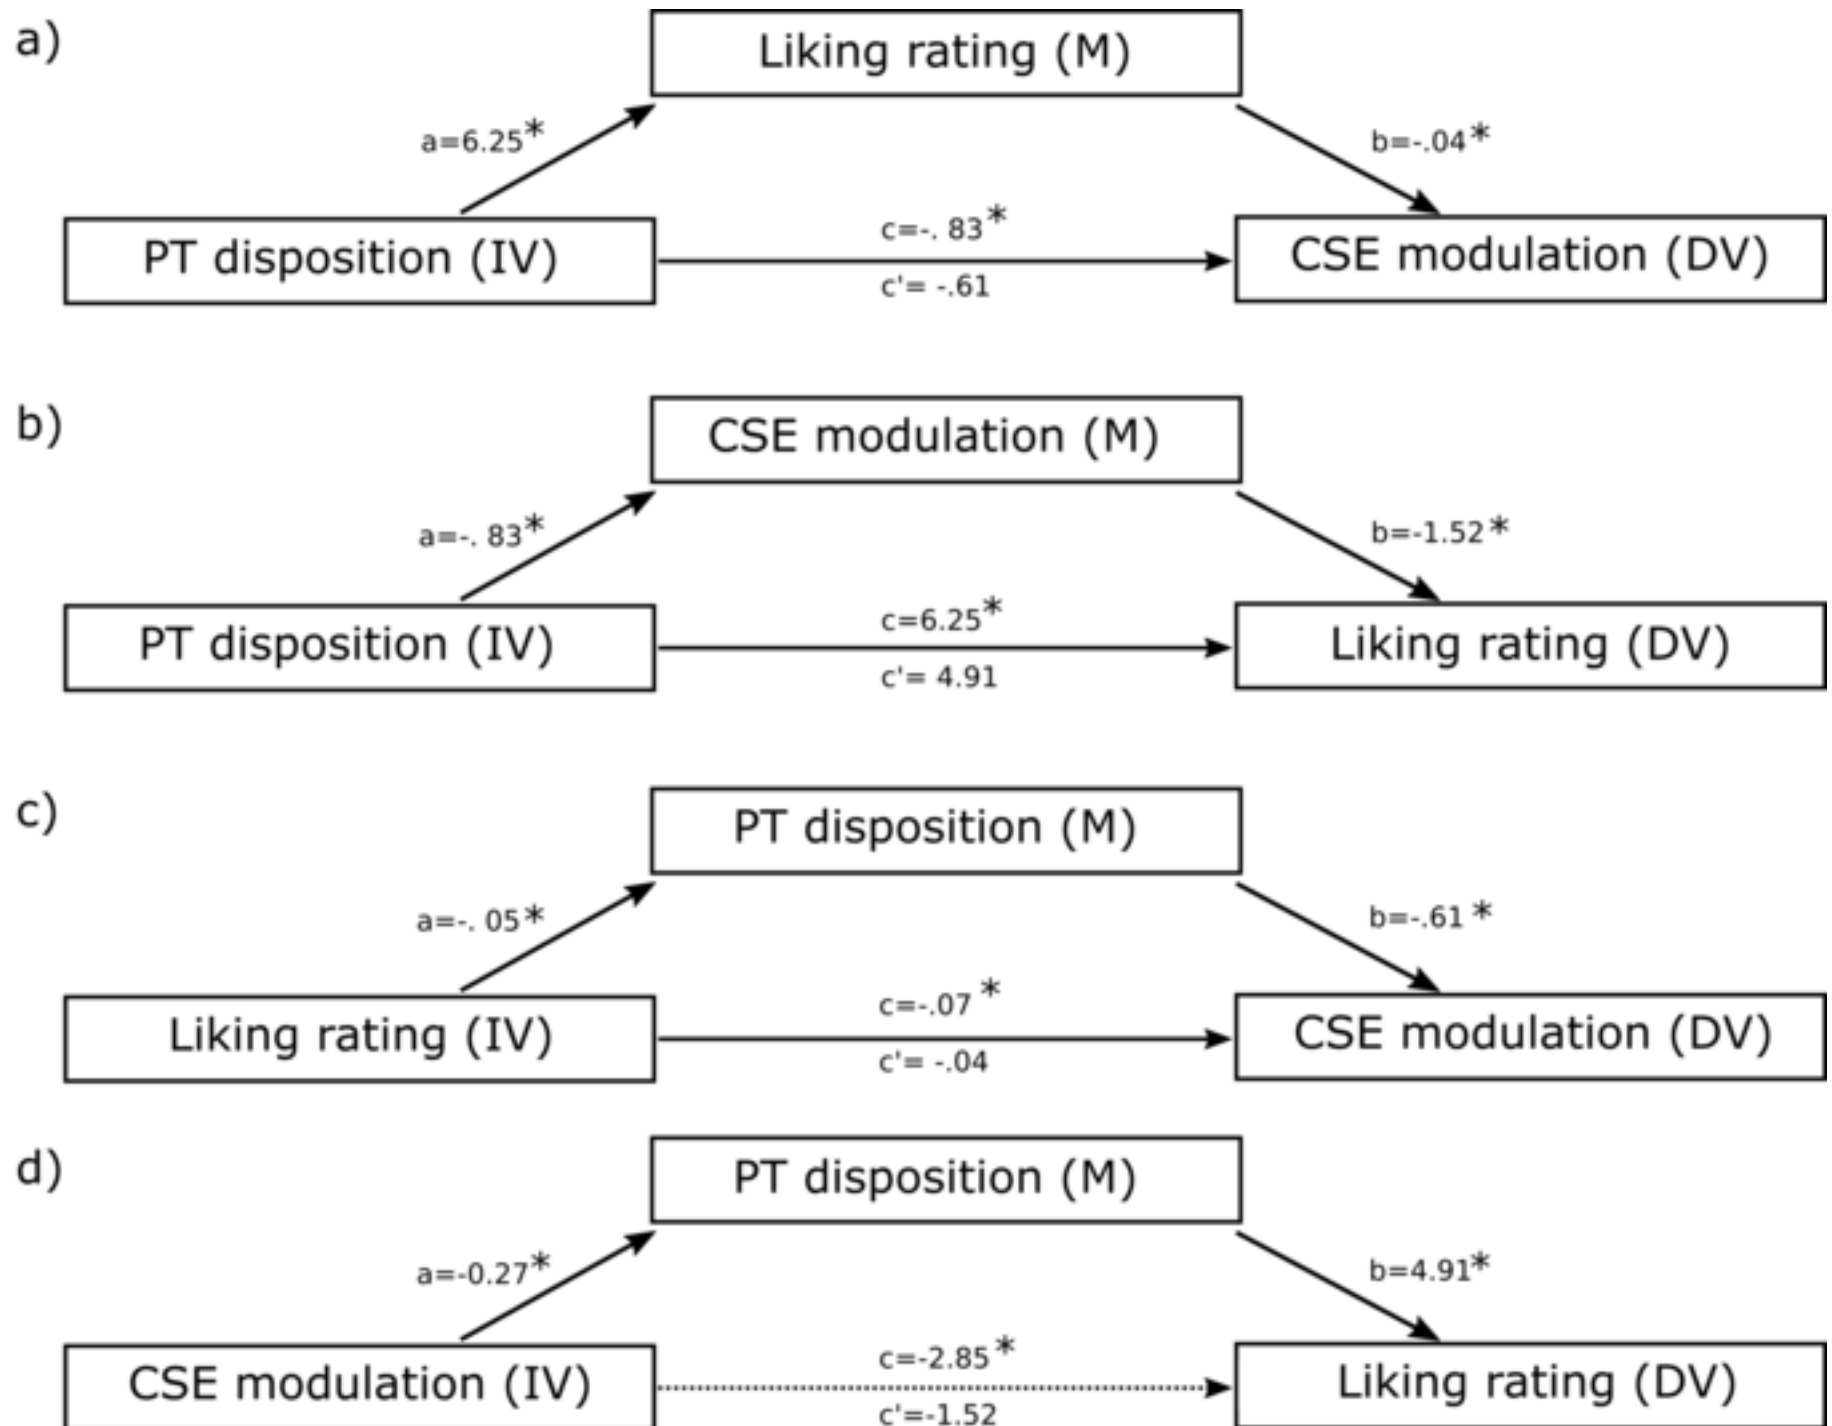 a)
Liking rating (M)
a=6.25*
b=-.04*
PT disposition (IV)
c=-. 83*
c'= -.61
CSE modulation (DV)
b)
CSE modulation (M)
a=-. 83*
b=-1.52*
PT disposition (IV)
c=6.25*
c'= 4.91
Liking rating (DV)
c)
PT disposition (M)
a=-. 05*
b=-.61 *
Liking rating (IV)
c=-.07 *
c'= -.04
CSE modulation (DV)
d)
PT disposition (M)
a=-0.27*
b=4.91*
CSE modulation (IV)
c=-2.85*
c'=-1.52
Liking rating (DV)